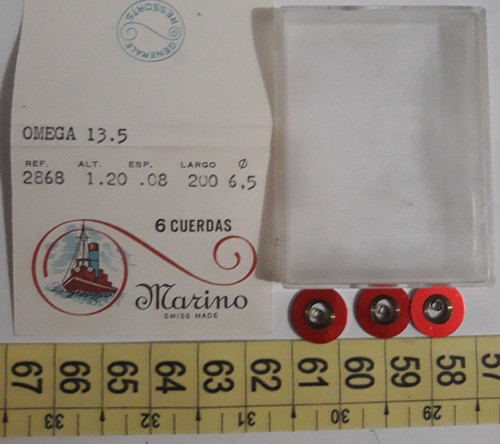 GENERALE
RESSORTS
OMEGA 13.5
REF. ALT. ESP. LARGO Ø
2868 1.20 .08 200 6.5
6 CUERDAS
Marino
SWISS MADE
67 66 65 64 63 62 61 60 59 58 57
33 32 31 30 29